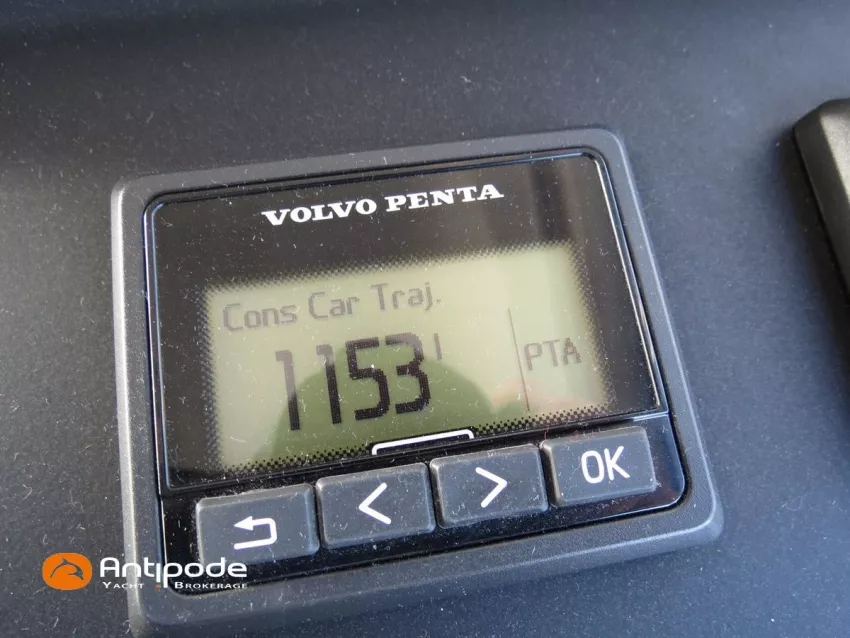 VOLVO PENTA
Cons Car Traj.
1153 l
PTA
< > OK
Antipode
YACHT BROKERAGE